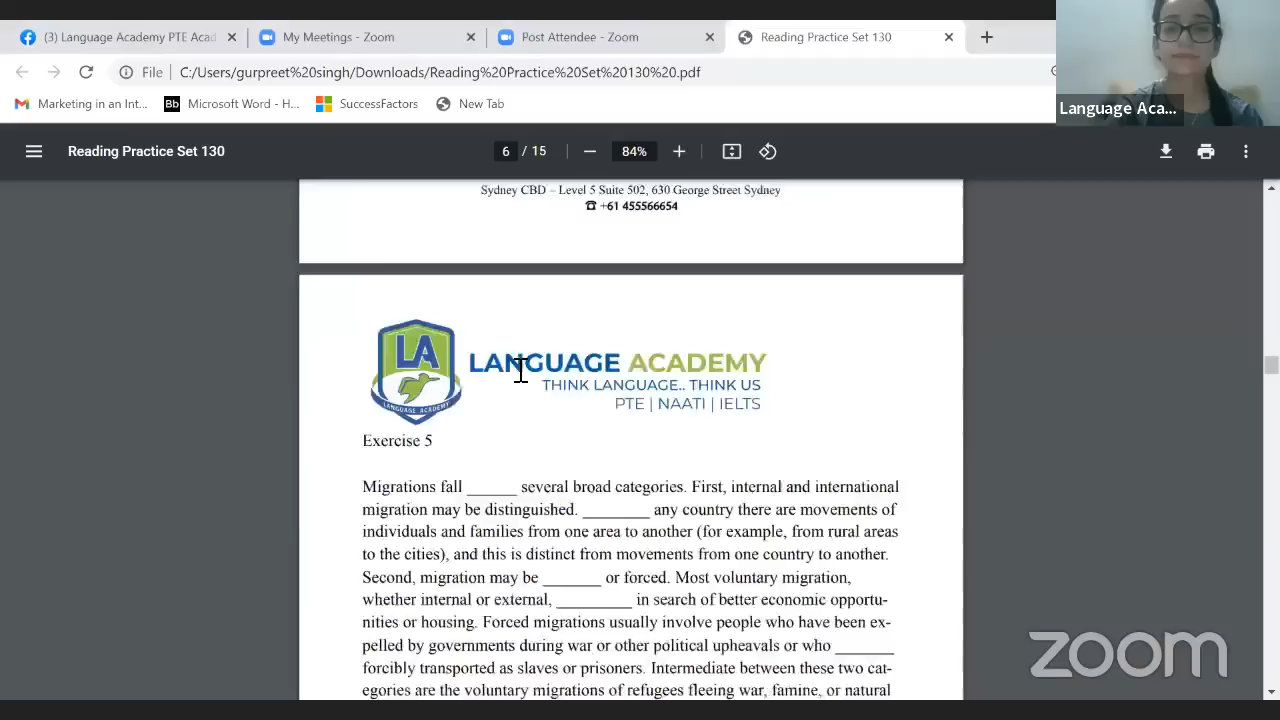 (3) Language Academy PTE Acad
My Meetings - Zoom
Post Attendee - Zoom
Reading Practice Set 130
File
C:/Users/gurpreet%20singh/Downloads/Reading%20Practice%20Set%20130%20.pdf
Marketing in an Int...
Bb
Microsoft Word - H...
SuccessFactors
New Tab
Language Aca...
Reading Practice Set 130
6 / 15
84%
Sydney CBD – Level 5 Suite 502, 630 George Street Sydney
☎ +61 455566654
LA
LANGUAGE ACADEMY
LANGUAGE ACADEMY
THINK LANGUAGE.. THINK US
PTE | NAATI | IELTS
Exercise 5
Migrations fall ______ several broad categories. First, internal and international
migration may be distinguished. ________ any country there are movements of
individuals and families from one area to another (for example, from rural areas
to the cities), and this is distinct from movements from one country to another.
Second, migration may be _______ or forced. Most voluntary migration,
whether internal or external, _________ in search of better economic opportu-
nities or housing. Forced migrations usually involve people who have been ex-
pelled by governments during war or other political upheavals or who _______
forcibly transported as slaves or prisoners. Intermediate between these two cat-
egories are the voluntary migrations of refugees fleeing war, famine, or natural
zoom